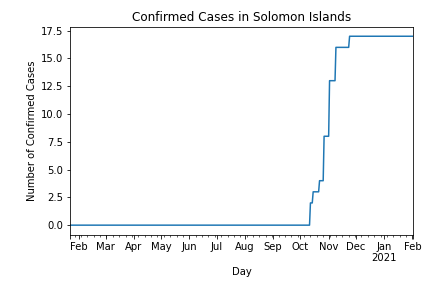 Confirmed Cases in Solomon Islands
17.5
15.0
12.5
10.0
7.5
5.0
2.5
0.0
Number of Confirmed Cases
Feb Mar Apr May Jun Jul Aug Sep Oct Nov Dec Jan Feb
2021
Day